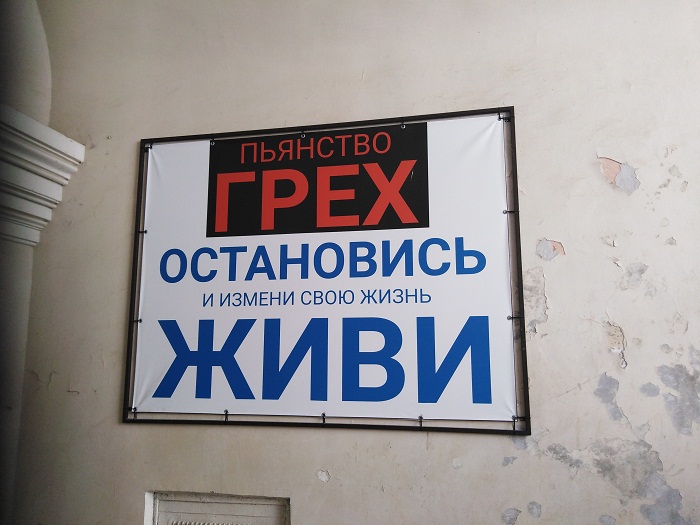 ПЬЯНСТВО
ГРЕХ
ОСТАНОВИСЬ
И ИЗМЕНИ СВОЮ ЖИЗНЬ
ЖИВИ